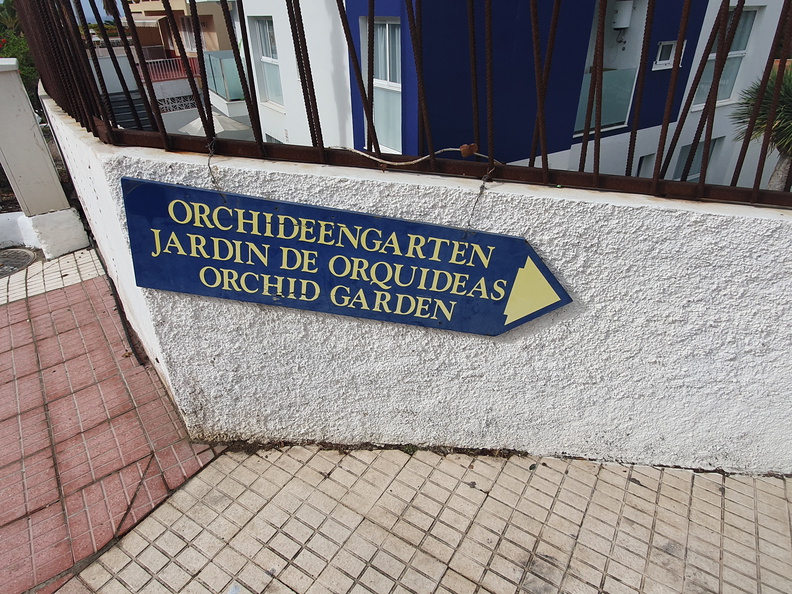 ORCHIDEENGARTEN
JARDIN DE ORQUIDEAS
ORCHID GARDEN